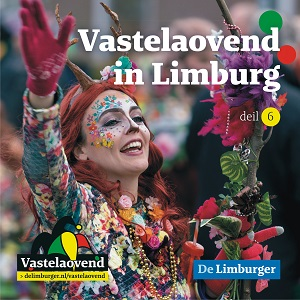 Vastelaovend
in Limburg
deil 6
Vastelaovend
> delimburger.nl/vastelaovend
De Limburger